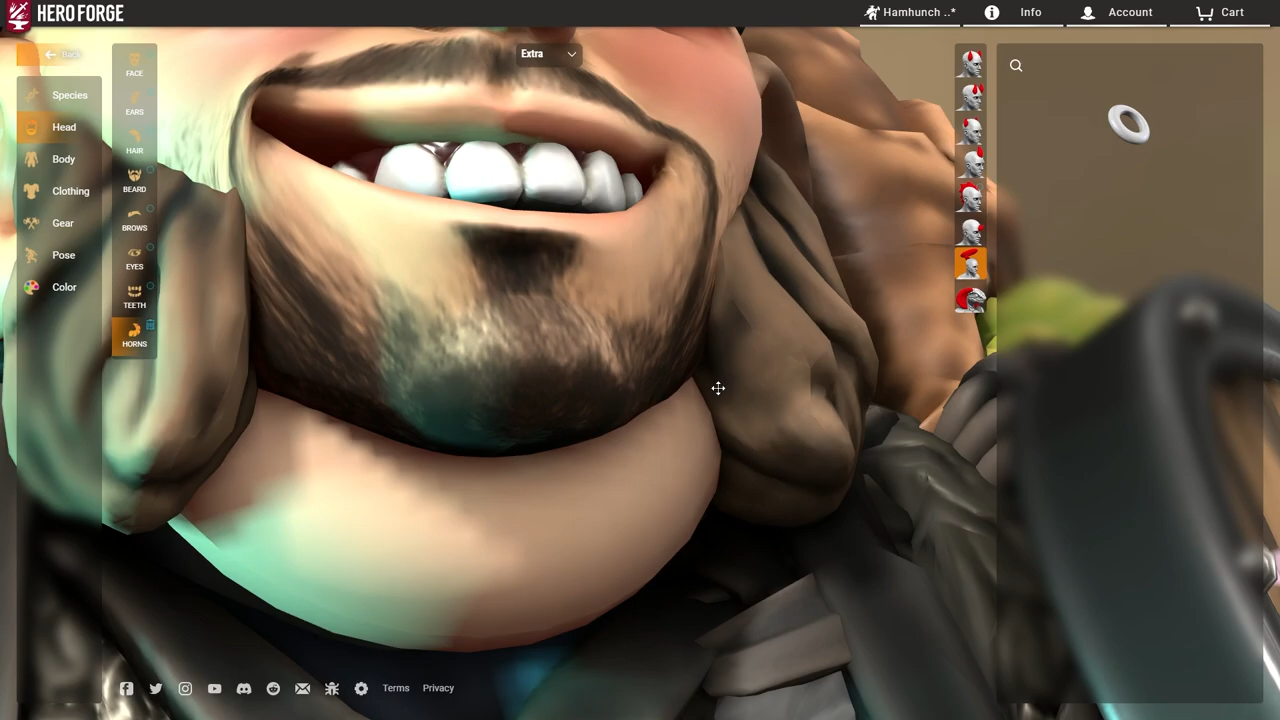 HERO FORGE
Hamhunch ..*
Info
Account
Cart
Back
Extra
Species
Head
Body
Clothing
Gear
Pose
Color
FACE
EARS
HAIR
BEARD
BROWS
EYES
TEETH
HORNS
Terms
Privacy